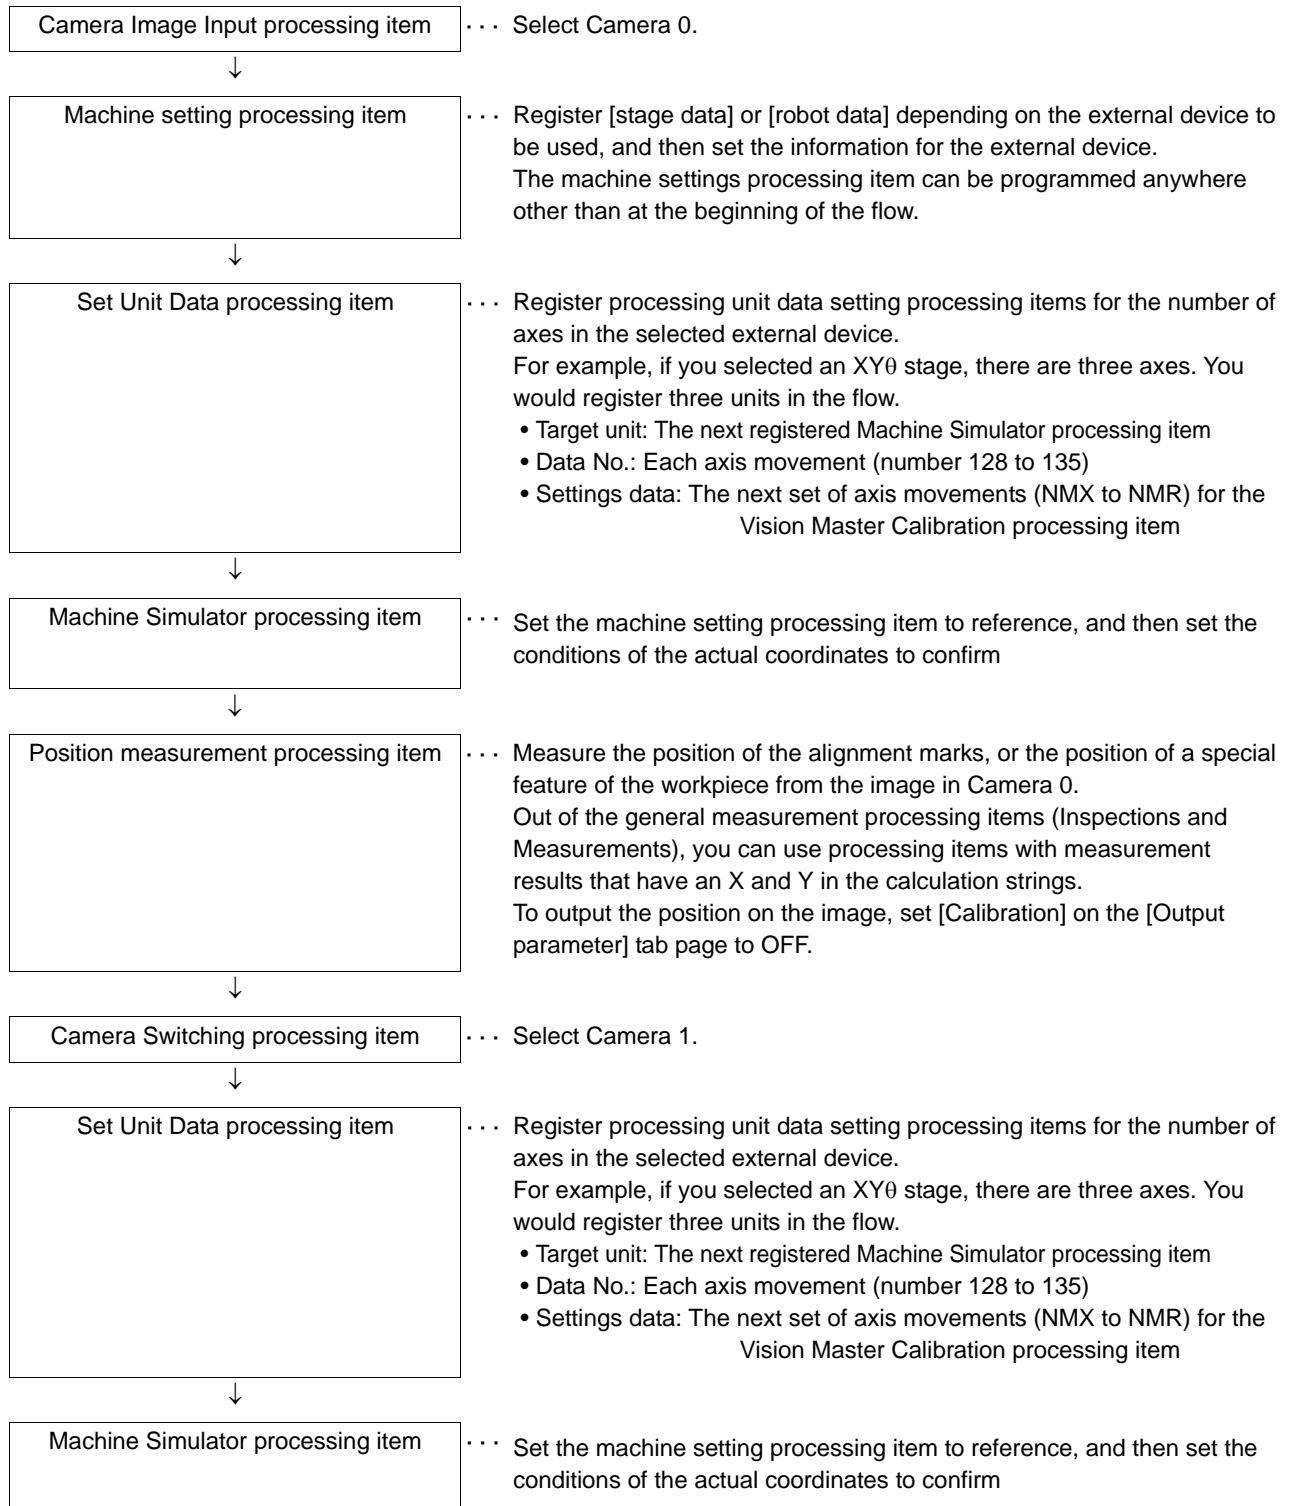 Camera Image Input processing item ··· Select Camera 0.
↓
Machine setting processing item ··· Register [stage data] or [robot data] depending on the external device to
be used, and then set the information for the external device.
The machine settings processing item can be programmed anywhere
other than at the beginning of the flow.
↓
Set Unit Data processing item ··· Register processing unit data setting processing items for the number of
axes in the selected external device.
For example, if you selected an XYθ stage, there are three axes. You
would register three units in the flow.
• Target unit: The next registered Machine Simulator processing item
• Data No.: Each axis movement (number 128 to 135)
• Settings data: The next set of axis movements (NMX to NMR) for the
Vision Master Calibration processing item
↓
Machine Simulator processing item ··· Set the machine setting processing item to reference, and then set the
conditions of the actual coordinates to confirm
↓
Position measurement processing item ··· Measure the position of the alignment marks, or the position of a special
feature of the workpiece from the image in Camera 0.
Out of the general measurement processing items (Inspections and
Measurements), you can use processing items with measurement
results that have an X and Y in the calculation strings.
To output the position on the image, set [Calibration] on the [Output
parameter] tab page to OFF.
↓
Camera Switching processing item ··· Select Camera 1.
↓
Set Unit Data processing item ··· Register processing unit data setting processing items for the number of
axes in the selected external device.
For example, if you selected an XYθ stage, there are three axes. You
would register three units in the flow.
• Target unit: The next registered Machine Simulator processing item
• Data No.: Each axis movement (number 128 to 135)
• Settings data: The next set of axis movements (NMX to NMR) for the
Vision Master Calibration processing item
↓
Machine Simulator processing item ··· Set the machine setting processing item to reference, and then set the
conditions of the actual coordinates to confirm